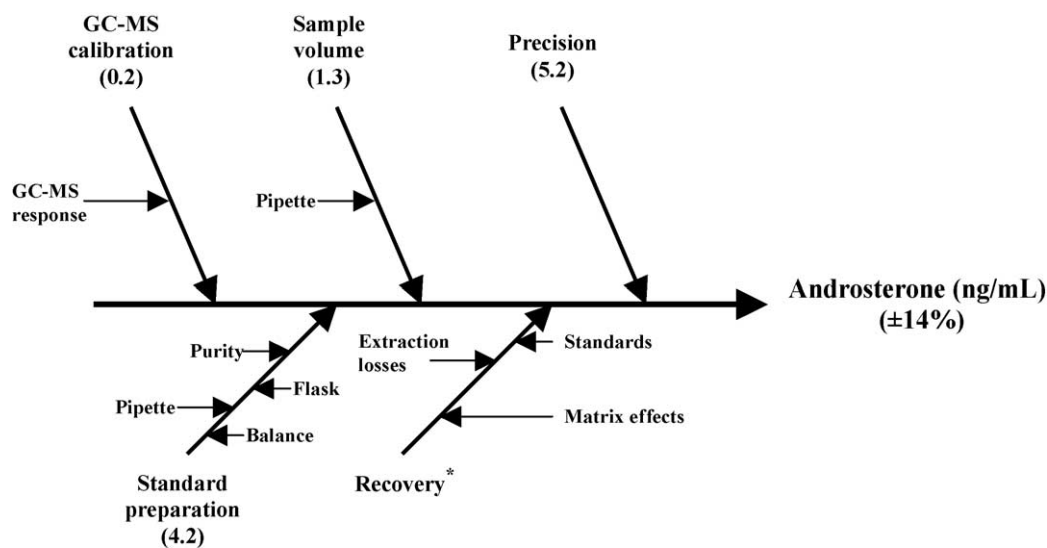 GC-MS
calibration
(0.2)
Sample
volume
(1.3)
Precision
(5.2)
GC-MS
response
Pipette
Androsterone (ng/mL)
(±14%)
Purity
Flask
Pipette
Balance
Standard
preparation
(4.2)
Extraction
losses
Standards
Matrix effects
Recovery*